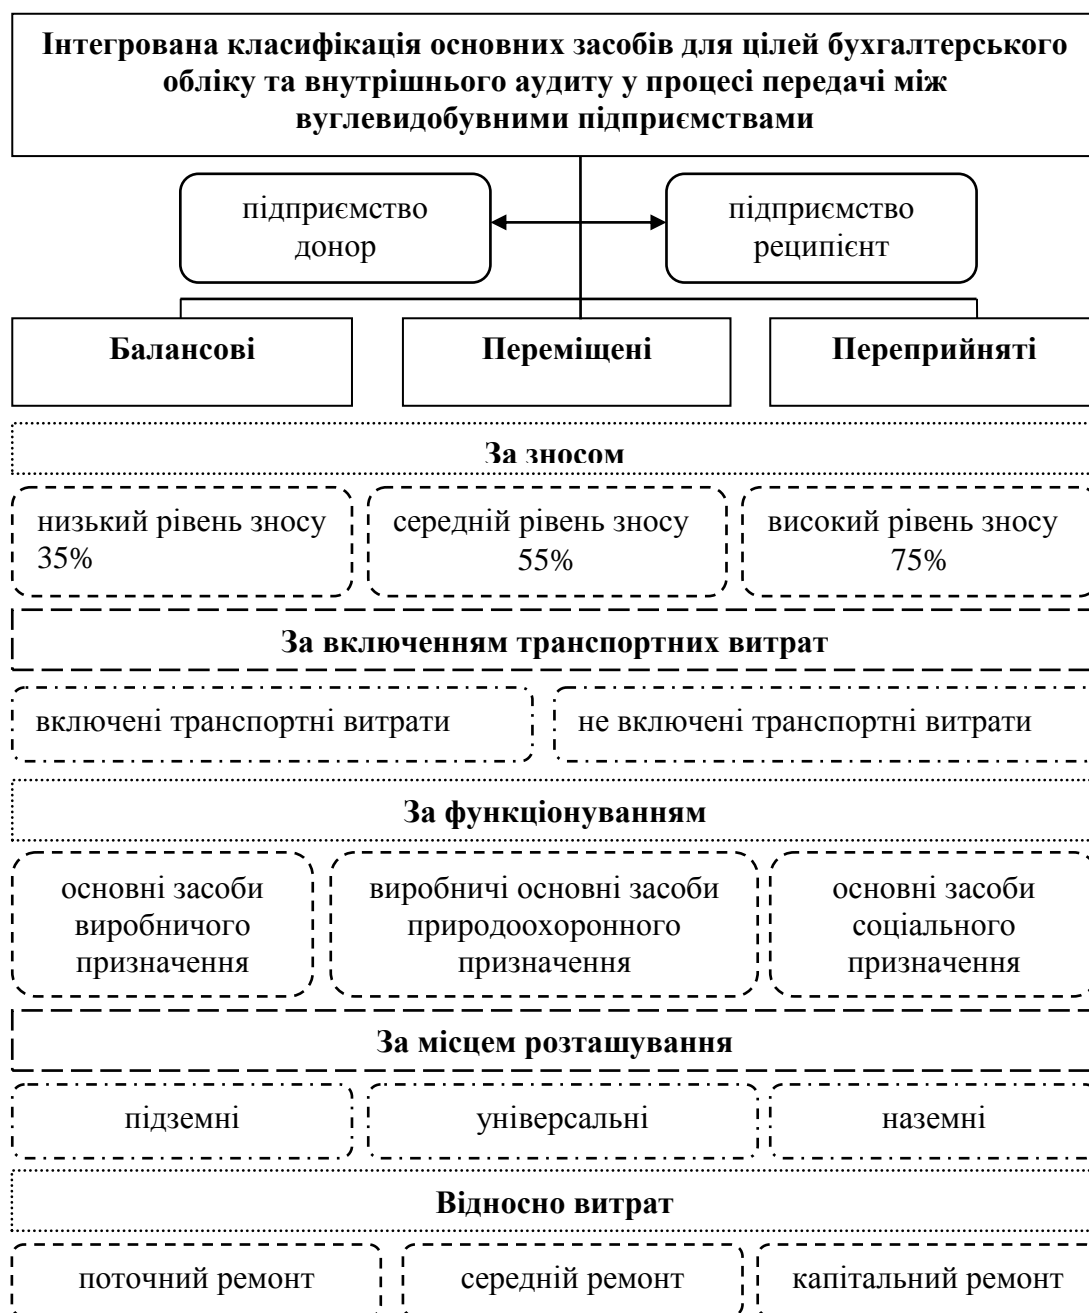 Інтегрована класифікація основних засобів для цілей бухгалтерського
обліку та внутрішнього аудиту у процесі передачі між
вуглевидобувними підприємствами
підприємство
донор
підприємство
реципієнт
Балансові
Переміщені
Переприйняті
За зносом
низький рівень зносу
35%
середній рівень зносу
55%
високий рівень зносу
75%
За включенням транспортних витрат
включені транспортні витрати
не включені транспортні витрати
За функціонуванням
основні засоби
виробничого
призначення
виробничі основні засоби
природоохоронного
призначення
основні засоби
соціального
призначення
За місцем розташування
підземні
універсальні
наземні
Відносно витрат
поточний ремонт
середній ремонт
капітальний ремонт